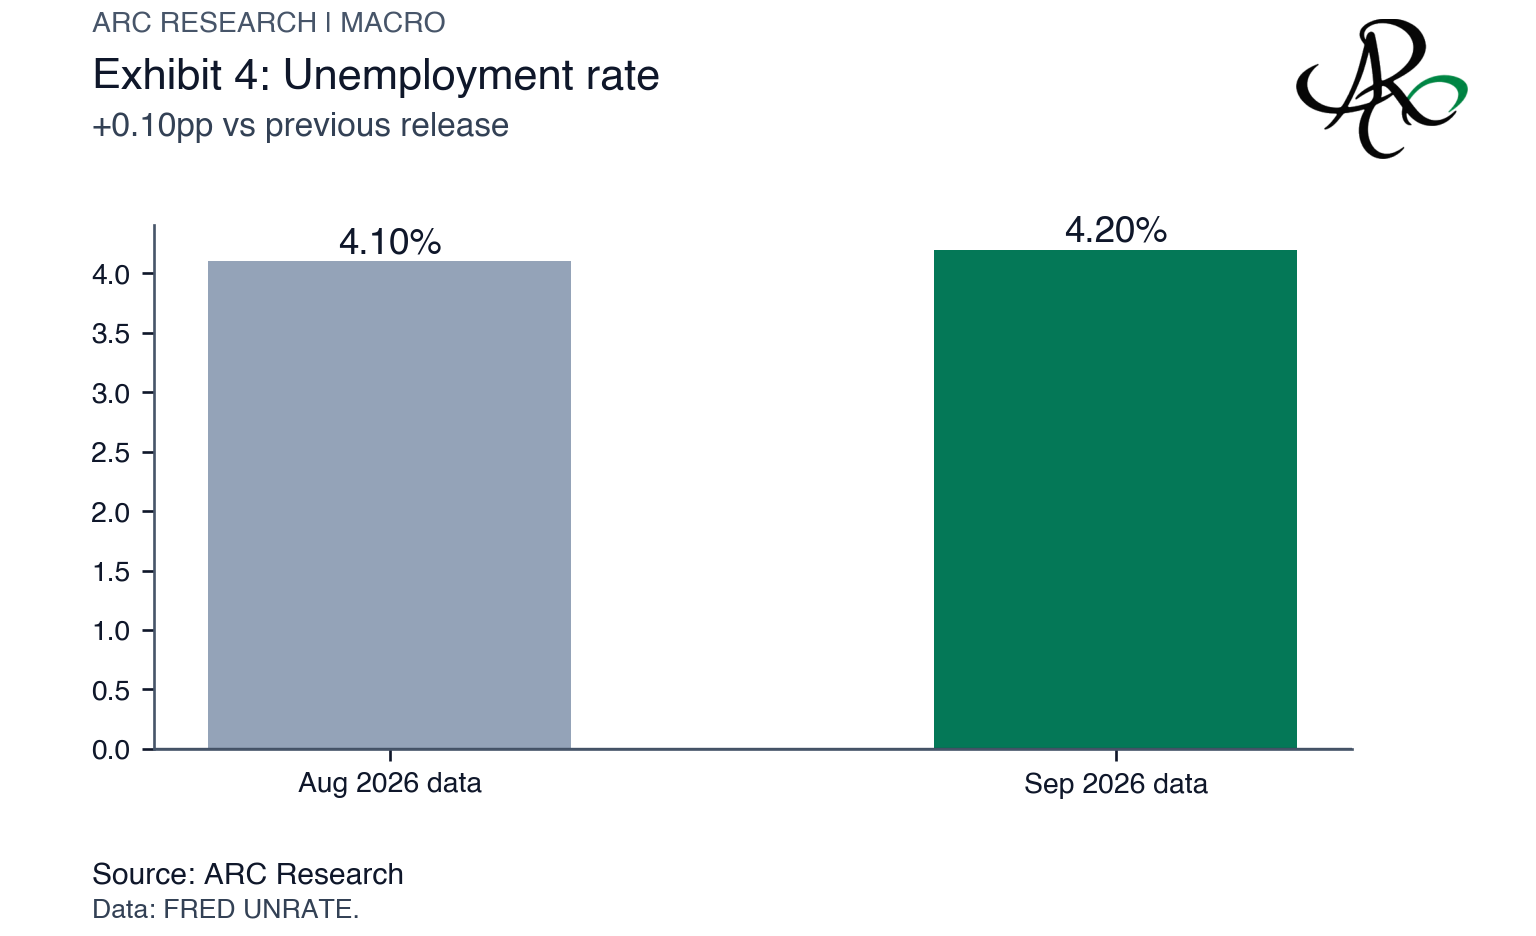 ARC RESEARCH | MACRO
Exhibit 4: Unemployment rate
+0.10pp vs previous release
ARC
4.10%
4.20%
4.0
3.5
3.0
2.5
2.0
1.5
1.0
0.5
0.0
Aug 2026 data
Sep 2026 data
Source: ARC Research
Data: FRED UNRATE.